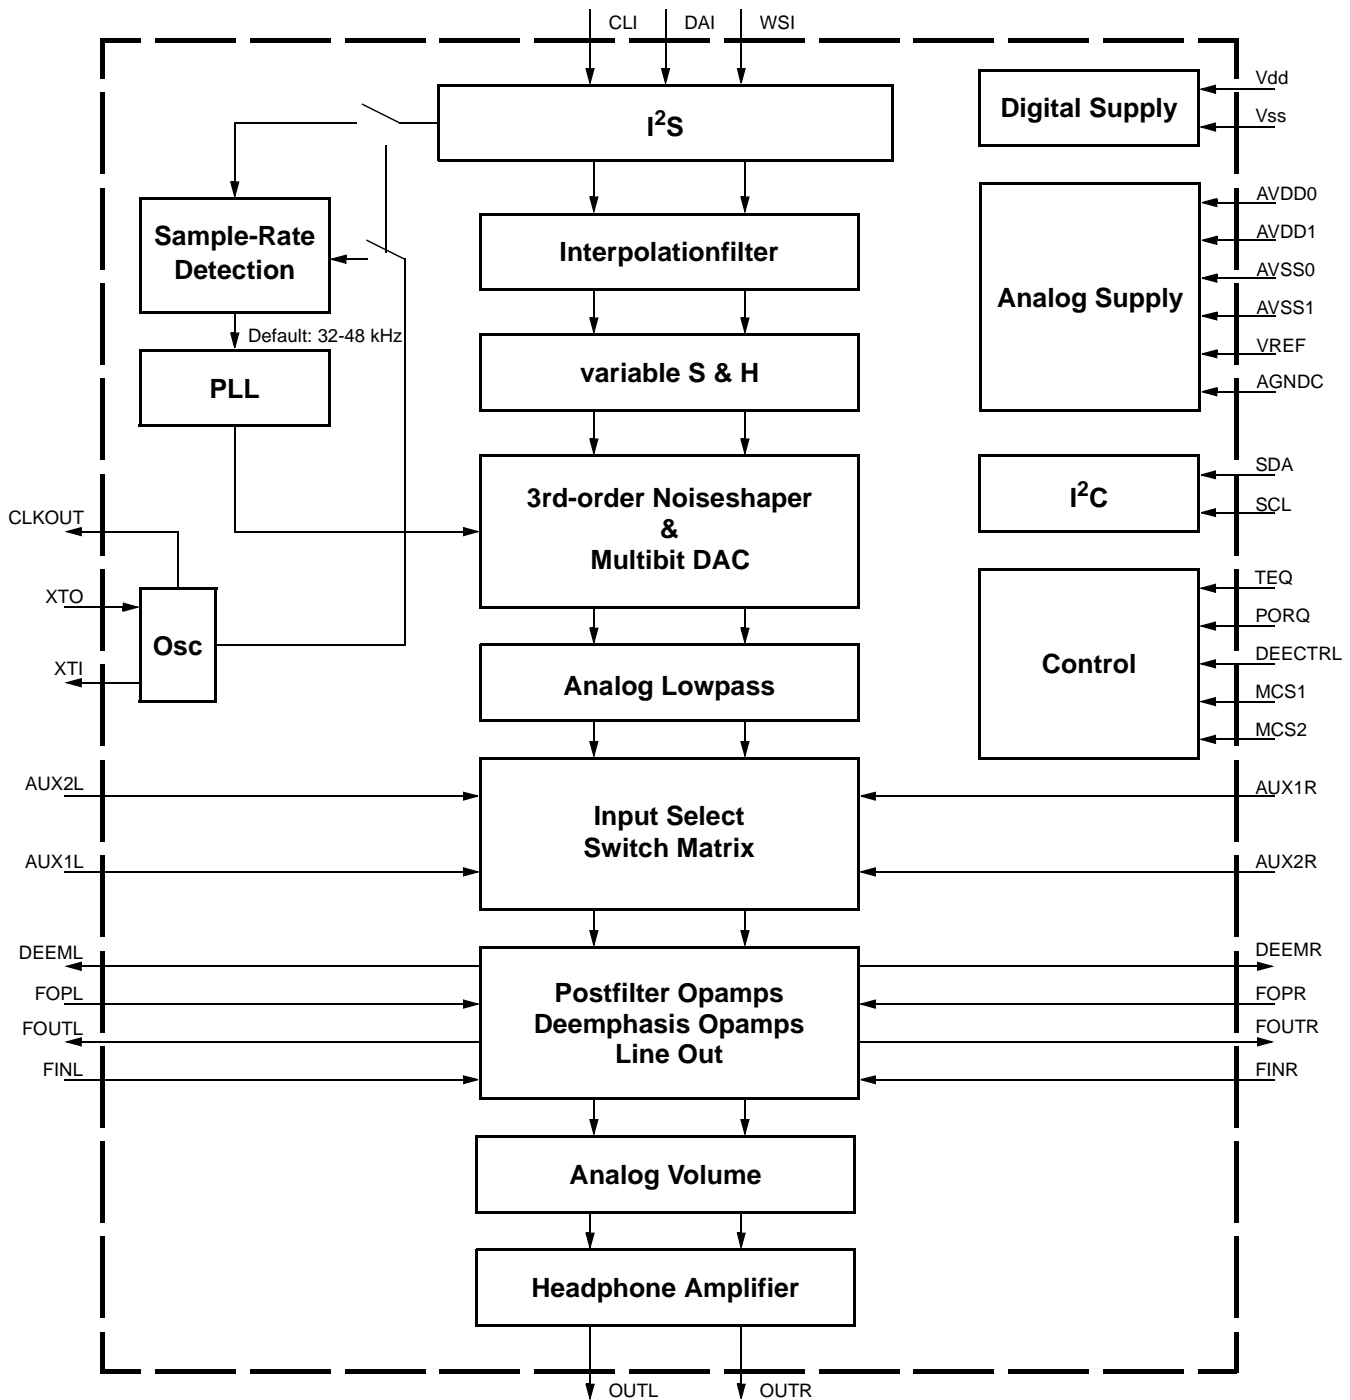 CLI DAI WSI
I²S
Digital Supply
Vdd
Vss
Sample-Rate
Detection
Default: 32-48 kHz
PLL
Interpolationfilter
variable S & H
Analog Supply
AVDD0
AVDD1
AVSS0
AVSS1
VREF
AGNDC
3rd-order Noiseshaper
&
Multibit DAC
I²C
SDA
SCL
CLKOUT
XTO
Osc
XTI
Analog Lowpass
Control
TEQ
PORQ
DEECTRL
MCS1
MCS2
AUX2L
AUX1L
Input Select
Switch Matrix
AUX1R
AUX2R
DEEML
FOPL
FOUTL
FINL
Postfilter Opamps
Deemphasis Opamps
Line Out
DEEMR
FOPR
FOUTR
FINR
Analog Volume
Headphone Amplifier
OUTL OUTR